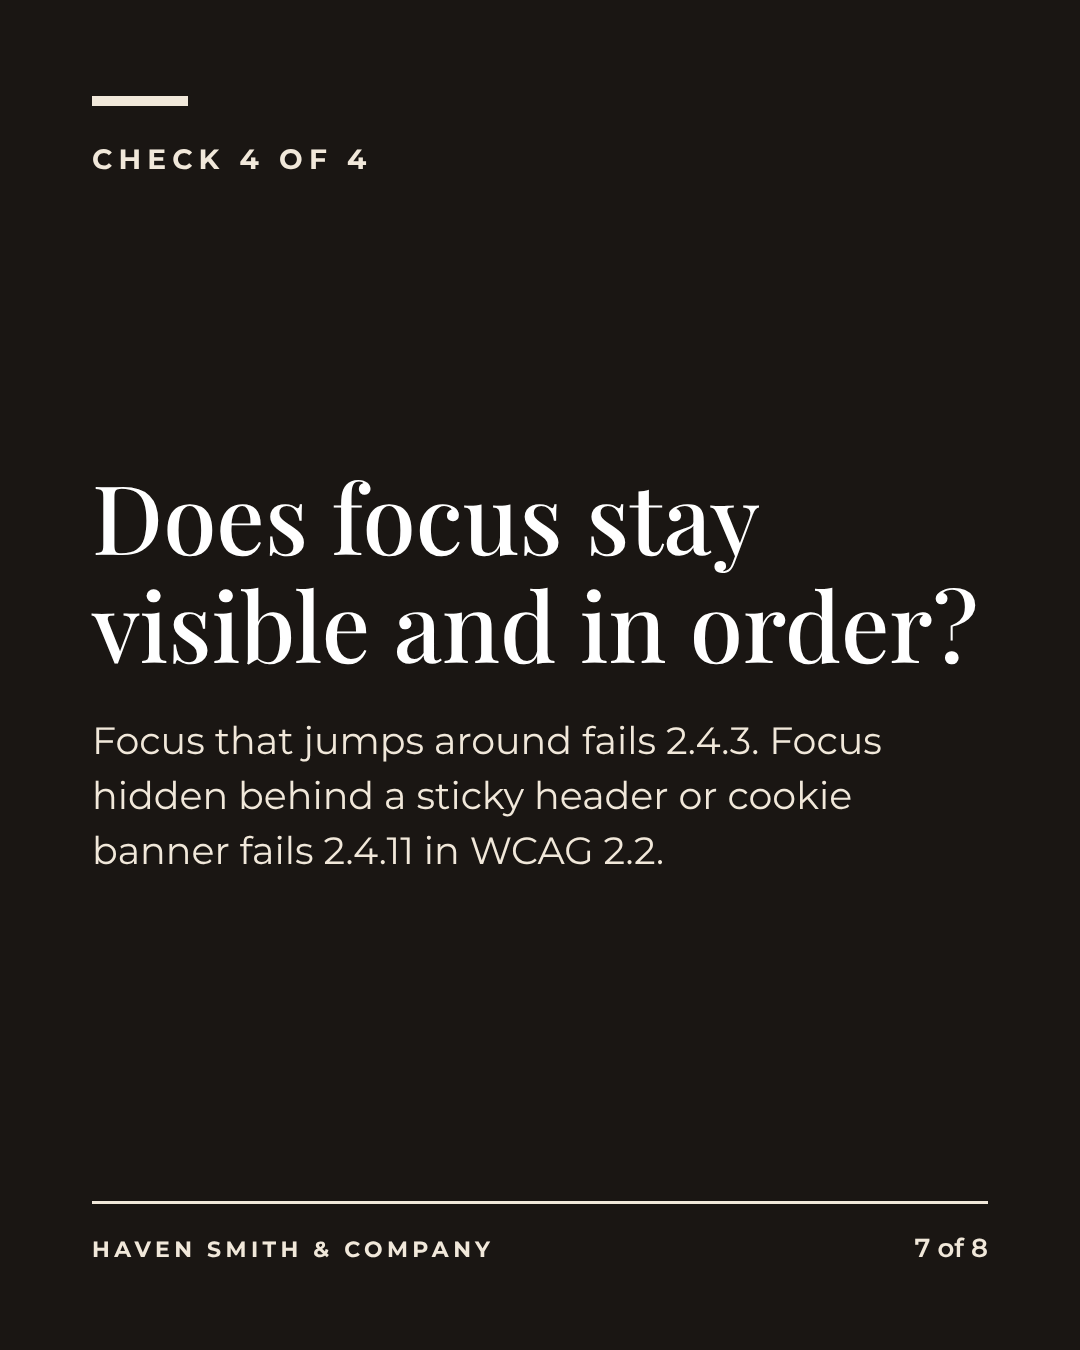 CHECK 4 OF 4
Does focus stay
visible and in order?
Focus that jumps around fails 2.4.3. Focus
hidden behind a sticky header or cookie
banner fails 2.4.11 in WCAG 2.2.
HAVEN SMITH & COMPANY
7 of 8